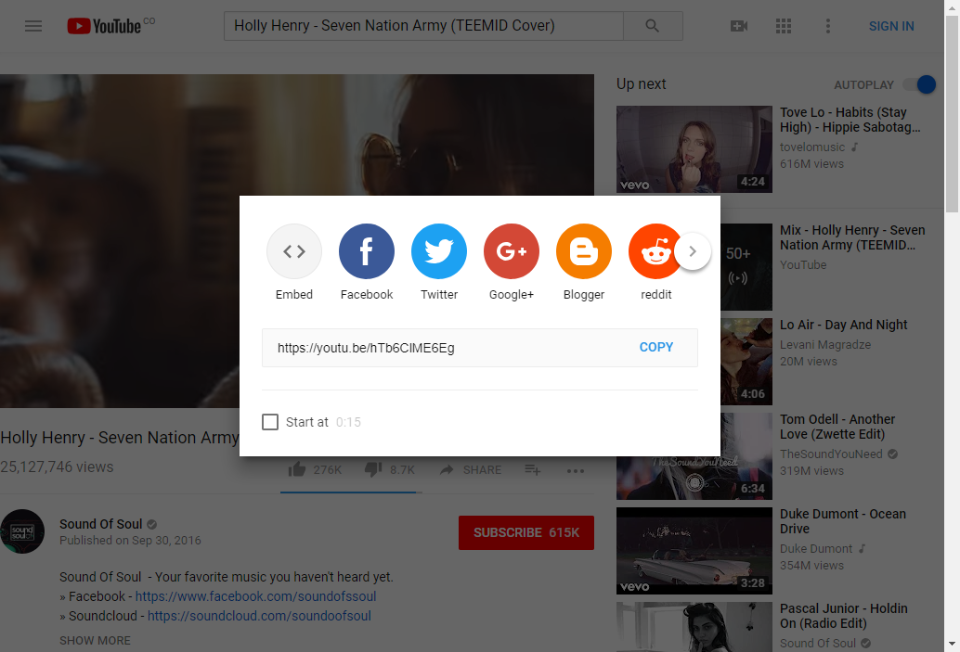 YouTube CO
Holly Henry - Seven Nation Army (TEEMID Cover)
SIGN IN
Up next
AUTOPLAY
Tove Lo - Habits (Stay
High) - Hippie Sabotag...
tovelomusic
616M views
vevo
4:24
Mix - Holly Henry - Seven
Nation Army (TEEMID...
YouTube
50+
Lo Air - Day And Night
Levani Magradze
20M views
4:06
Tom Odell - Another
Love (Zwette Edit)
TheSoundYouNeed
319M views
TheSoundYouNeed
6:34
Duke Dumont - Ocean
Drive
Duke Dumont
354M views
vevo
3:28
Pascal Junior - Holdin
On (Radio Edit)
Sound Of Soul
Embed
Facebook
Twitter
Google+
Blogger
reddit
https://youtu.be/hTb6ClME6Eg
COPY
Start at 0:15
Holly Henry - Seven Nation Army
25,127,746 views
276K
8.7K
SHARE
sound
of
soul
Sound Of Soul
Published on Sep 30, 2016
SUBSCRIBE 615K
Sound Of Soul - Your favorite music you haven't heard yet.
» Facebook - https://www.facebook.com/soundofssoul
» Soundcloud - https://soundcloud.com/soundoofsoul
SHOW MORE